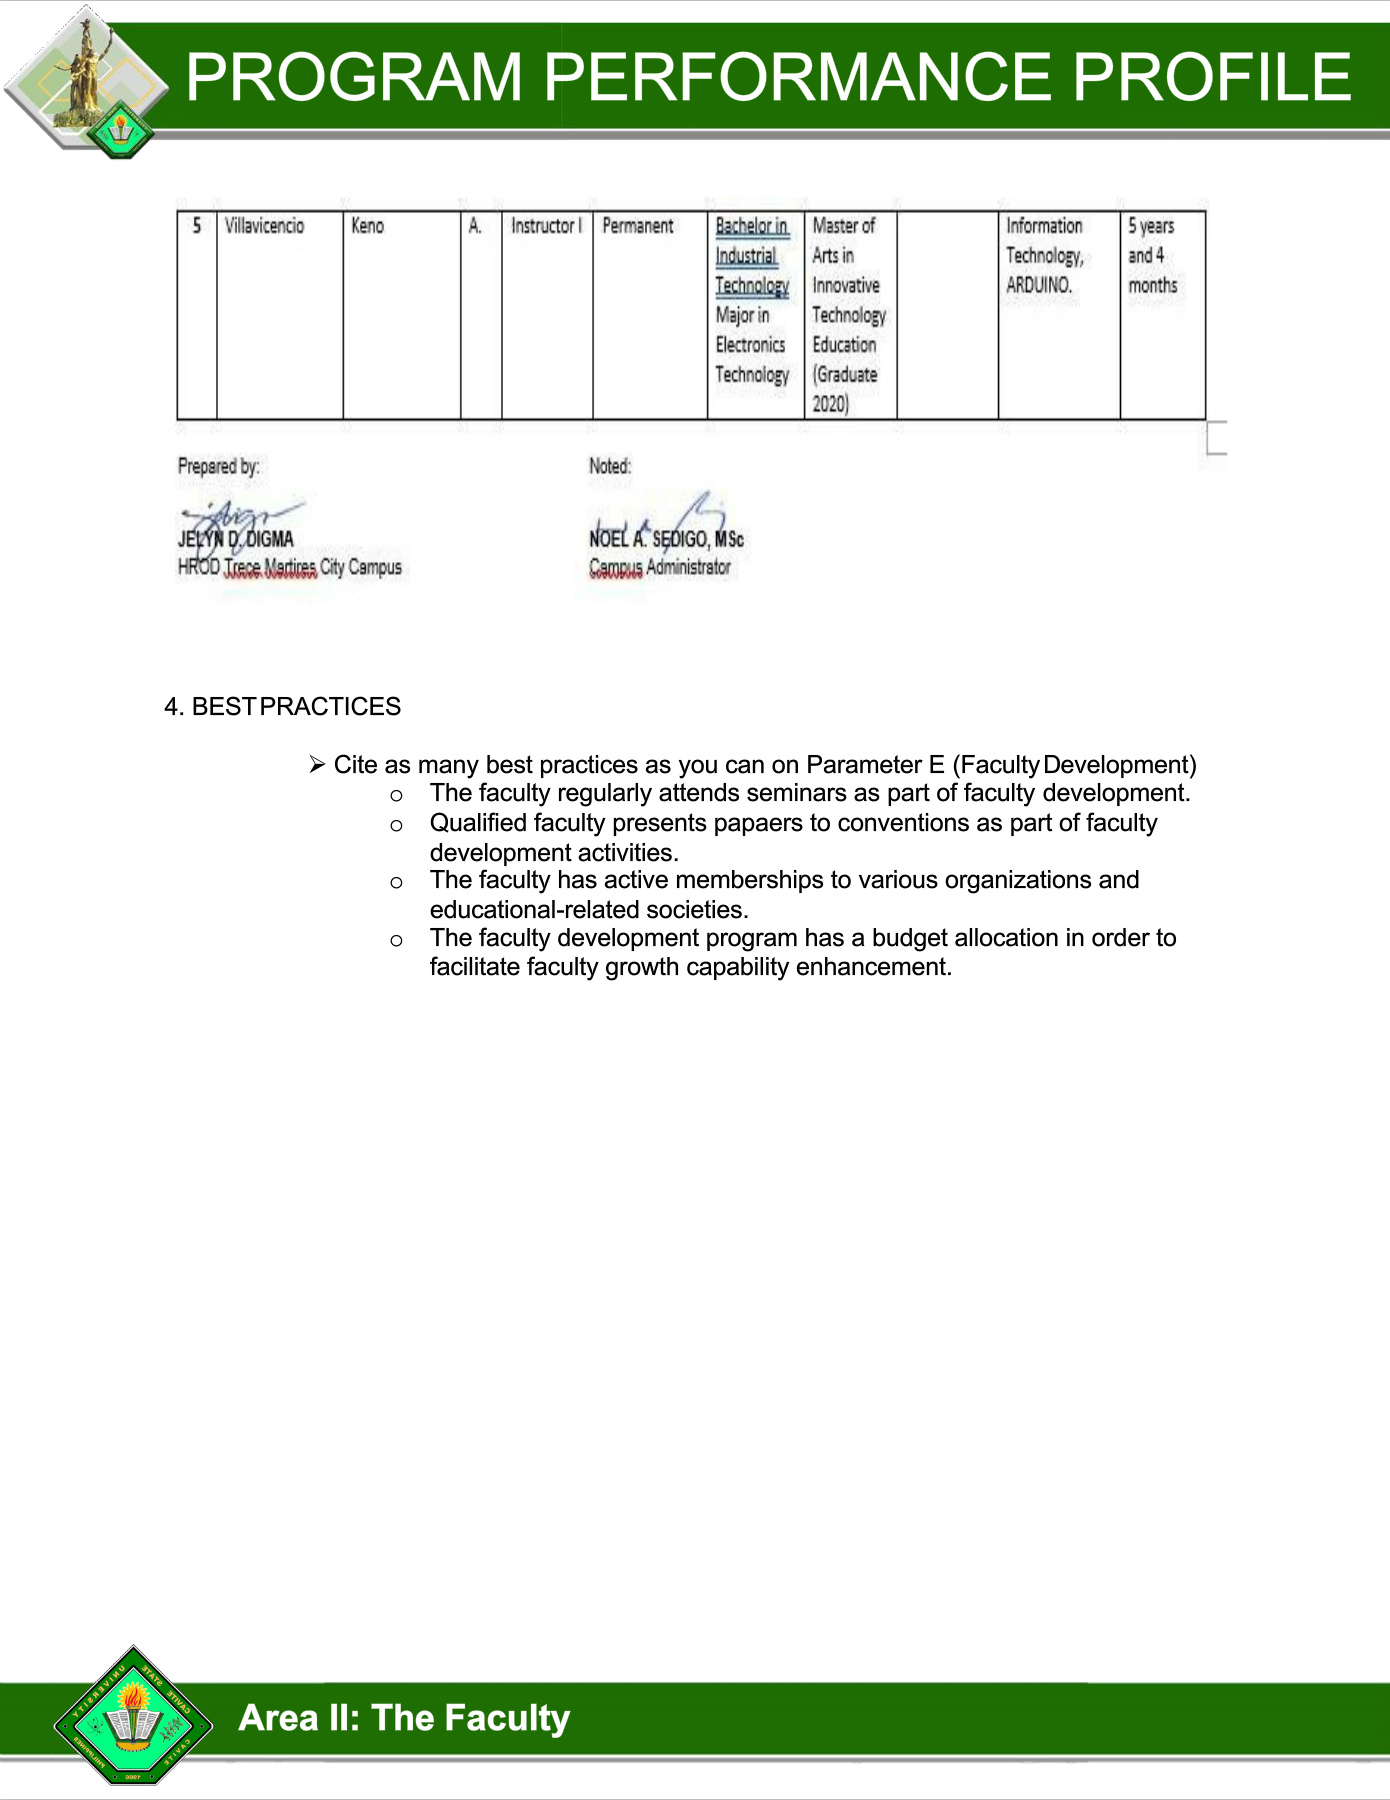 PROGRAM PERFORMANCE PROFILE
5 Villavicencio Keno A. Instructor I Permanent Bachelor in Master of Information 5 years
Industrial Arts in Technology, and 4
Technology Innovative ARDUINO. months
Major in Technology
Electronics Education
Technology (Graduate
2020)
Prepared by: Noted:
JELYN D. DIGMA NOEL A. SEDIGO, MSc
HROD Trece Martires City Campus Campus Administrator
4. BEST PRACTICES
➢ Cite as many best practices as you can on Parameter E (Faculty Development)
o The faculty regularly attends seminars as part of faculty development.
o Qualified faculty presents papaers to conventions as part of faculty
development activities.
o The faculty has active memberships to various organizations and
educational-related societies.
o The faculty development program has a budget allocation in order to
facilitate faculty growth capability enhancement.
CAVITE STATE UNIVERSITY
CAVITE
PHILIPPINES
1906
Area II: The Faculty